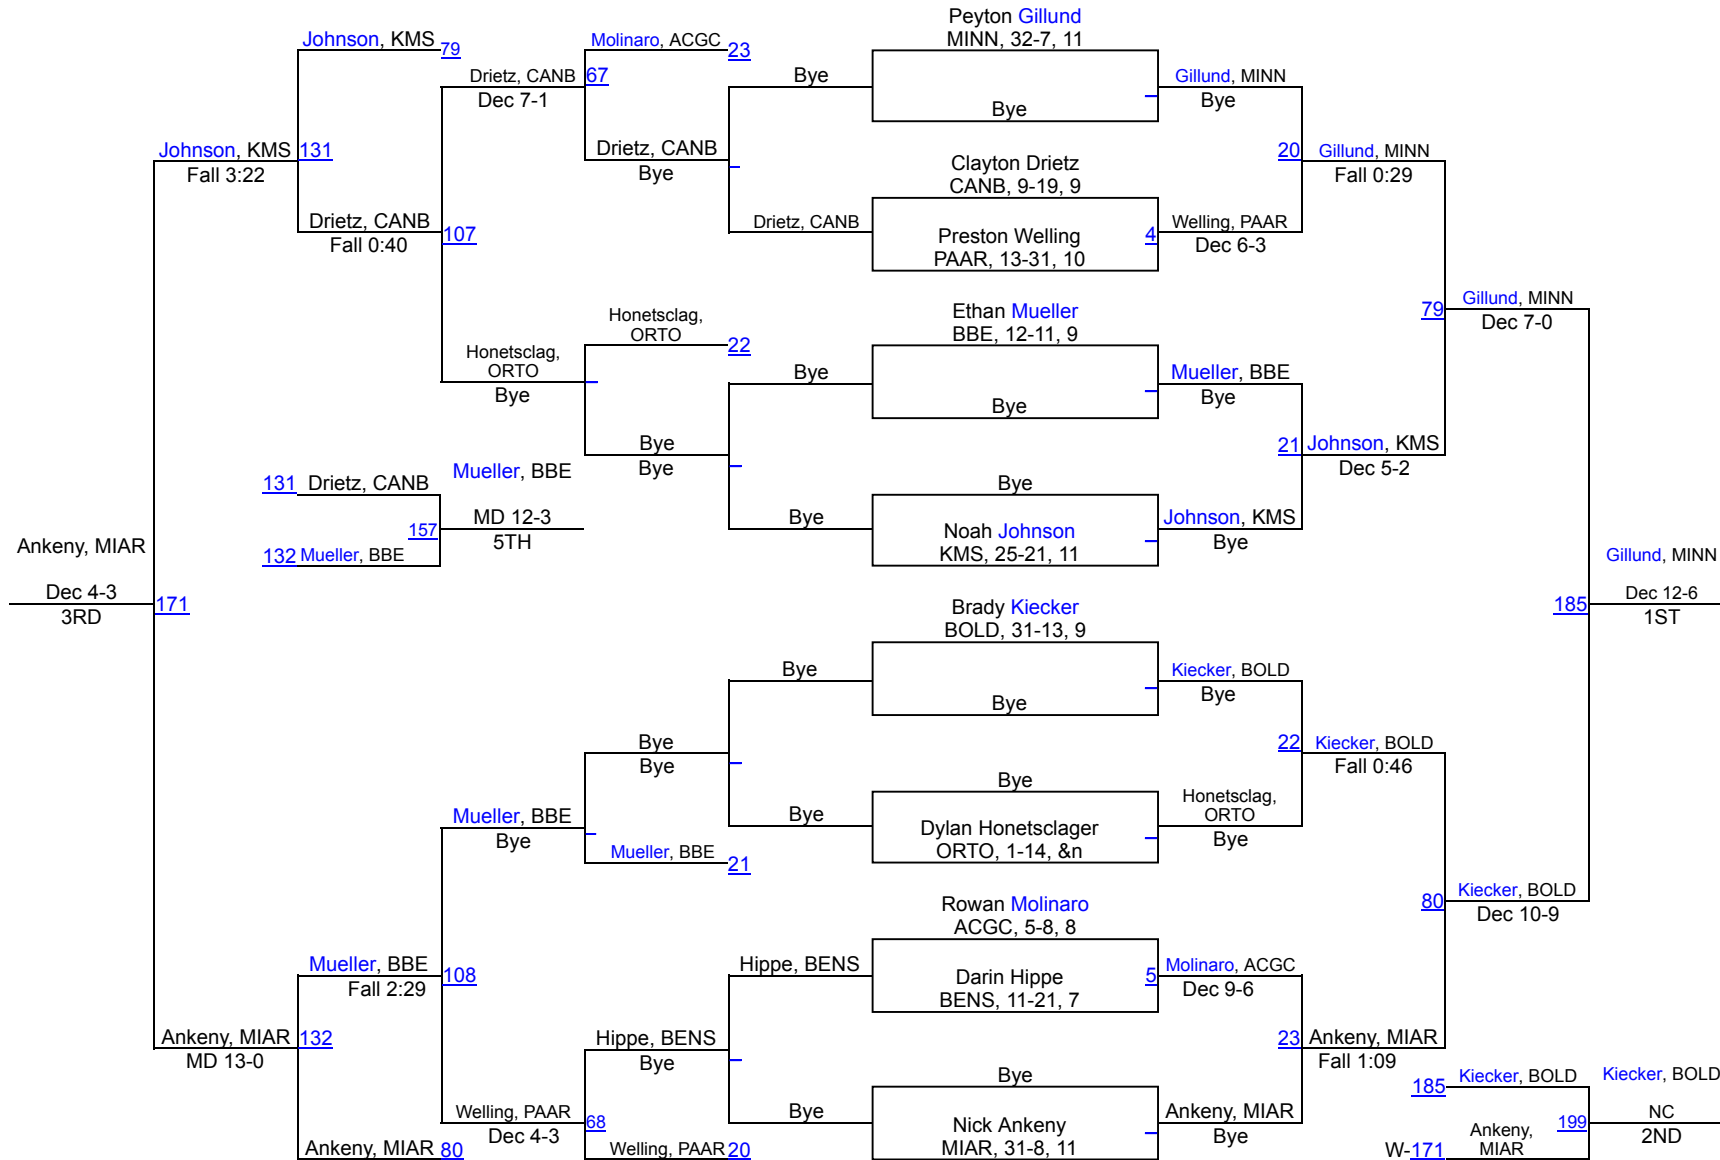 Peyton Gillund
MINN, 32-7, 11
Johnson, KMS 79
Molinaro, ACGC 23
Drietz, CANB 67
Dec 7-1
Bye
Gillund, MINN
Bye
Bye
Johnson, KMS 131
Fall 3:22
Drietz, CANB
Bye
Clayton Drietz
CANB, 9-19, 9
20 Gillund, MINN
Fall 0:29
Drietz, CANB
Fall 0:40
107
Drietz, CANB
Preston Welling
PAAR, 13-31, 10
4 Welling, PAAR
Dec 6-3
Honetsclag,
ORTO
22
Ethan Mueller
BBE, 12-11, 9
79 Gillund, MINN
Dec 7-0
Honetsclag,
ORTO
Bye
Bye
Mueller, BBE
Bye
Bye
Bye
Bye
21 Johnson, KMS
Dec 5-2
Mueller, BBE
131 Drietz, CANB
157
MD 12-3
5TH
132 Mueller, BBE
Bye
Bye
Noah Johnson
KMS, 25-21, 11
Johnson, KMS
Bye
Ankeny, MIAR
Dec 4-3
3RD
171
Gillund, MINN
185
Dec 12-6
1ST
Brady Kiecker
BOLD, 31-13, 9
Bye
Kiecker, BOLD
Bye
Bye
Bye
Bye
22 Kiecker, BOLD
Fall 0:46
Bye
Mueller, BBE
Bye
Bye
Dylan Honetsclager
ORTO, 1-14, &n
Honetsclag,
ORTO
Bye
Mueller, BBE 21
Rowan Molinaro
ACGC, 5-8, 8
80
Kiecker, BOLD
Dec 10-9
Mueller, BBE
Fall 2:29
108
Hippe, BENS
Darin Hippe
BENS, 11-21, 7
5 Molinaro, ACGC
Dec 9-6
Ankeny, MIAR 132
MD 13-0
Hippe, BENS
Bye
23 Ankeny, MIAR
Fall 1:09
Bye
185 Kiecker, BOLD
Kiecker, BOLD
Welling, PAAR
Dec 4-3
68
Bye
Nick Ankeny
MIAR, 31-8, 11
Ankeny, MIAR
Bye
199
NC
2ND
Ankeny, MIAR 80
Welling, PAAR 20
Ankeny,
MIAR
W-171